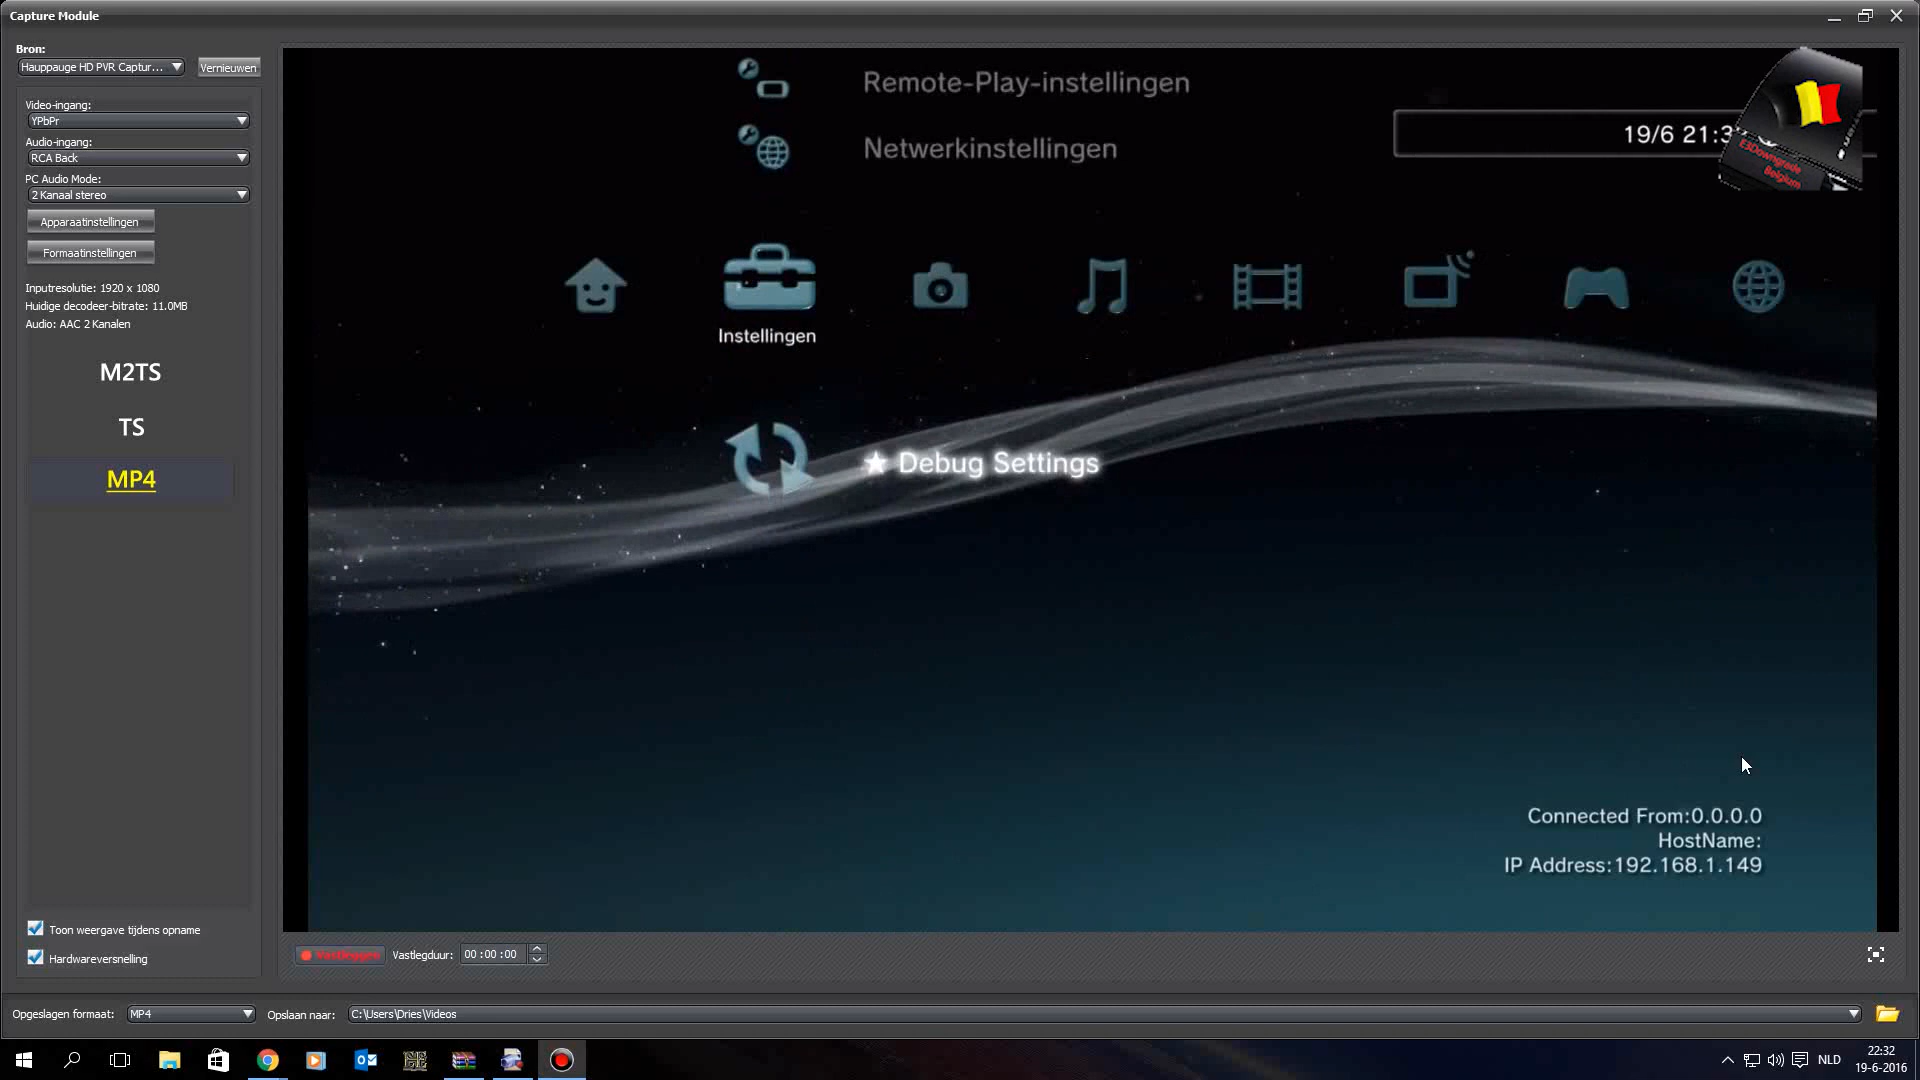 Capture Module
Bron:
Hauppauge HD PVR Captur...
Vernieuwen
Video-ingang:
YPbPr
Audio-ingang:
RCA Back
PC Audio Mode:
2 Kanaal stereo
Apparaatinstellingen
Formaatinstellingen
Inputresolutie: 1920 x 1080
Huidige decodeer-bitrate: 11.0MB
Audio: AAC 2 Kanalen
M2TS
TS
MP4
Toon weergave tijdens opname
Hardwareversnelling
Remote-Play-instellingen
Netwerkinstellingen
19/6 21:3
E3Downgrade
Belgium
Instellingen
★ Debug Settings
Connected From:0.0.0.0
HostName:
IP Address:192.168.1.149
Vastleggen
Vastlegduur:
00 :00 :00
Opgeslagen formaat:
MP4
Opslaan naar:
C:\Users\Dries\Videos
NLD
22:32
19-6-2016